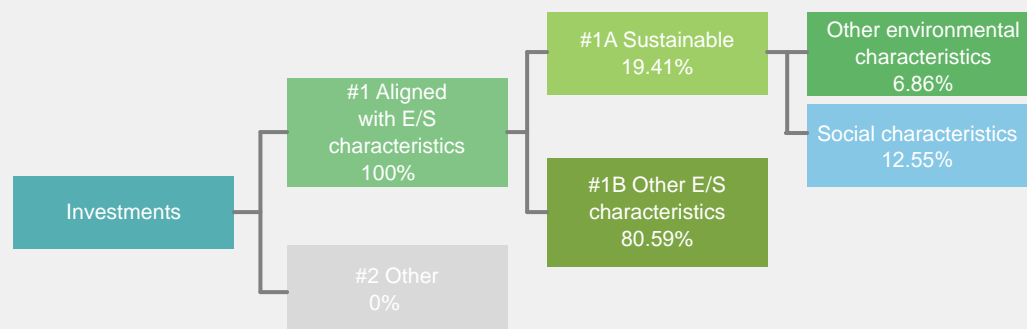 Investments
#1 Aligned
with E/S
characteristics
100%
#2 Other
0%
#1A Sustainable
19.41%
#1B Other E/S
characteristics
80.59%
Other environmental
characteristics
6.86%
Social characteristics
12.55%